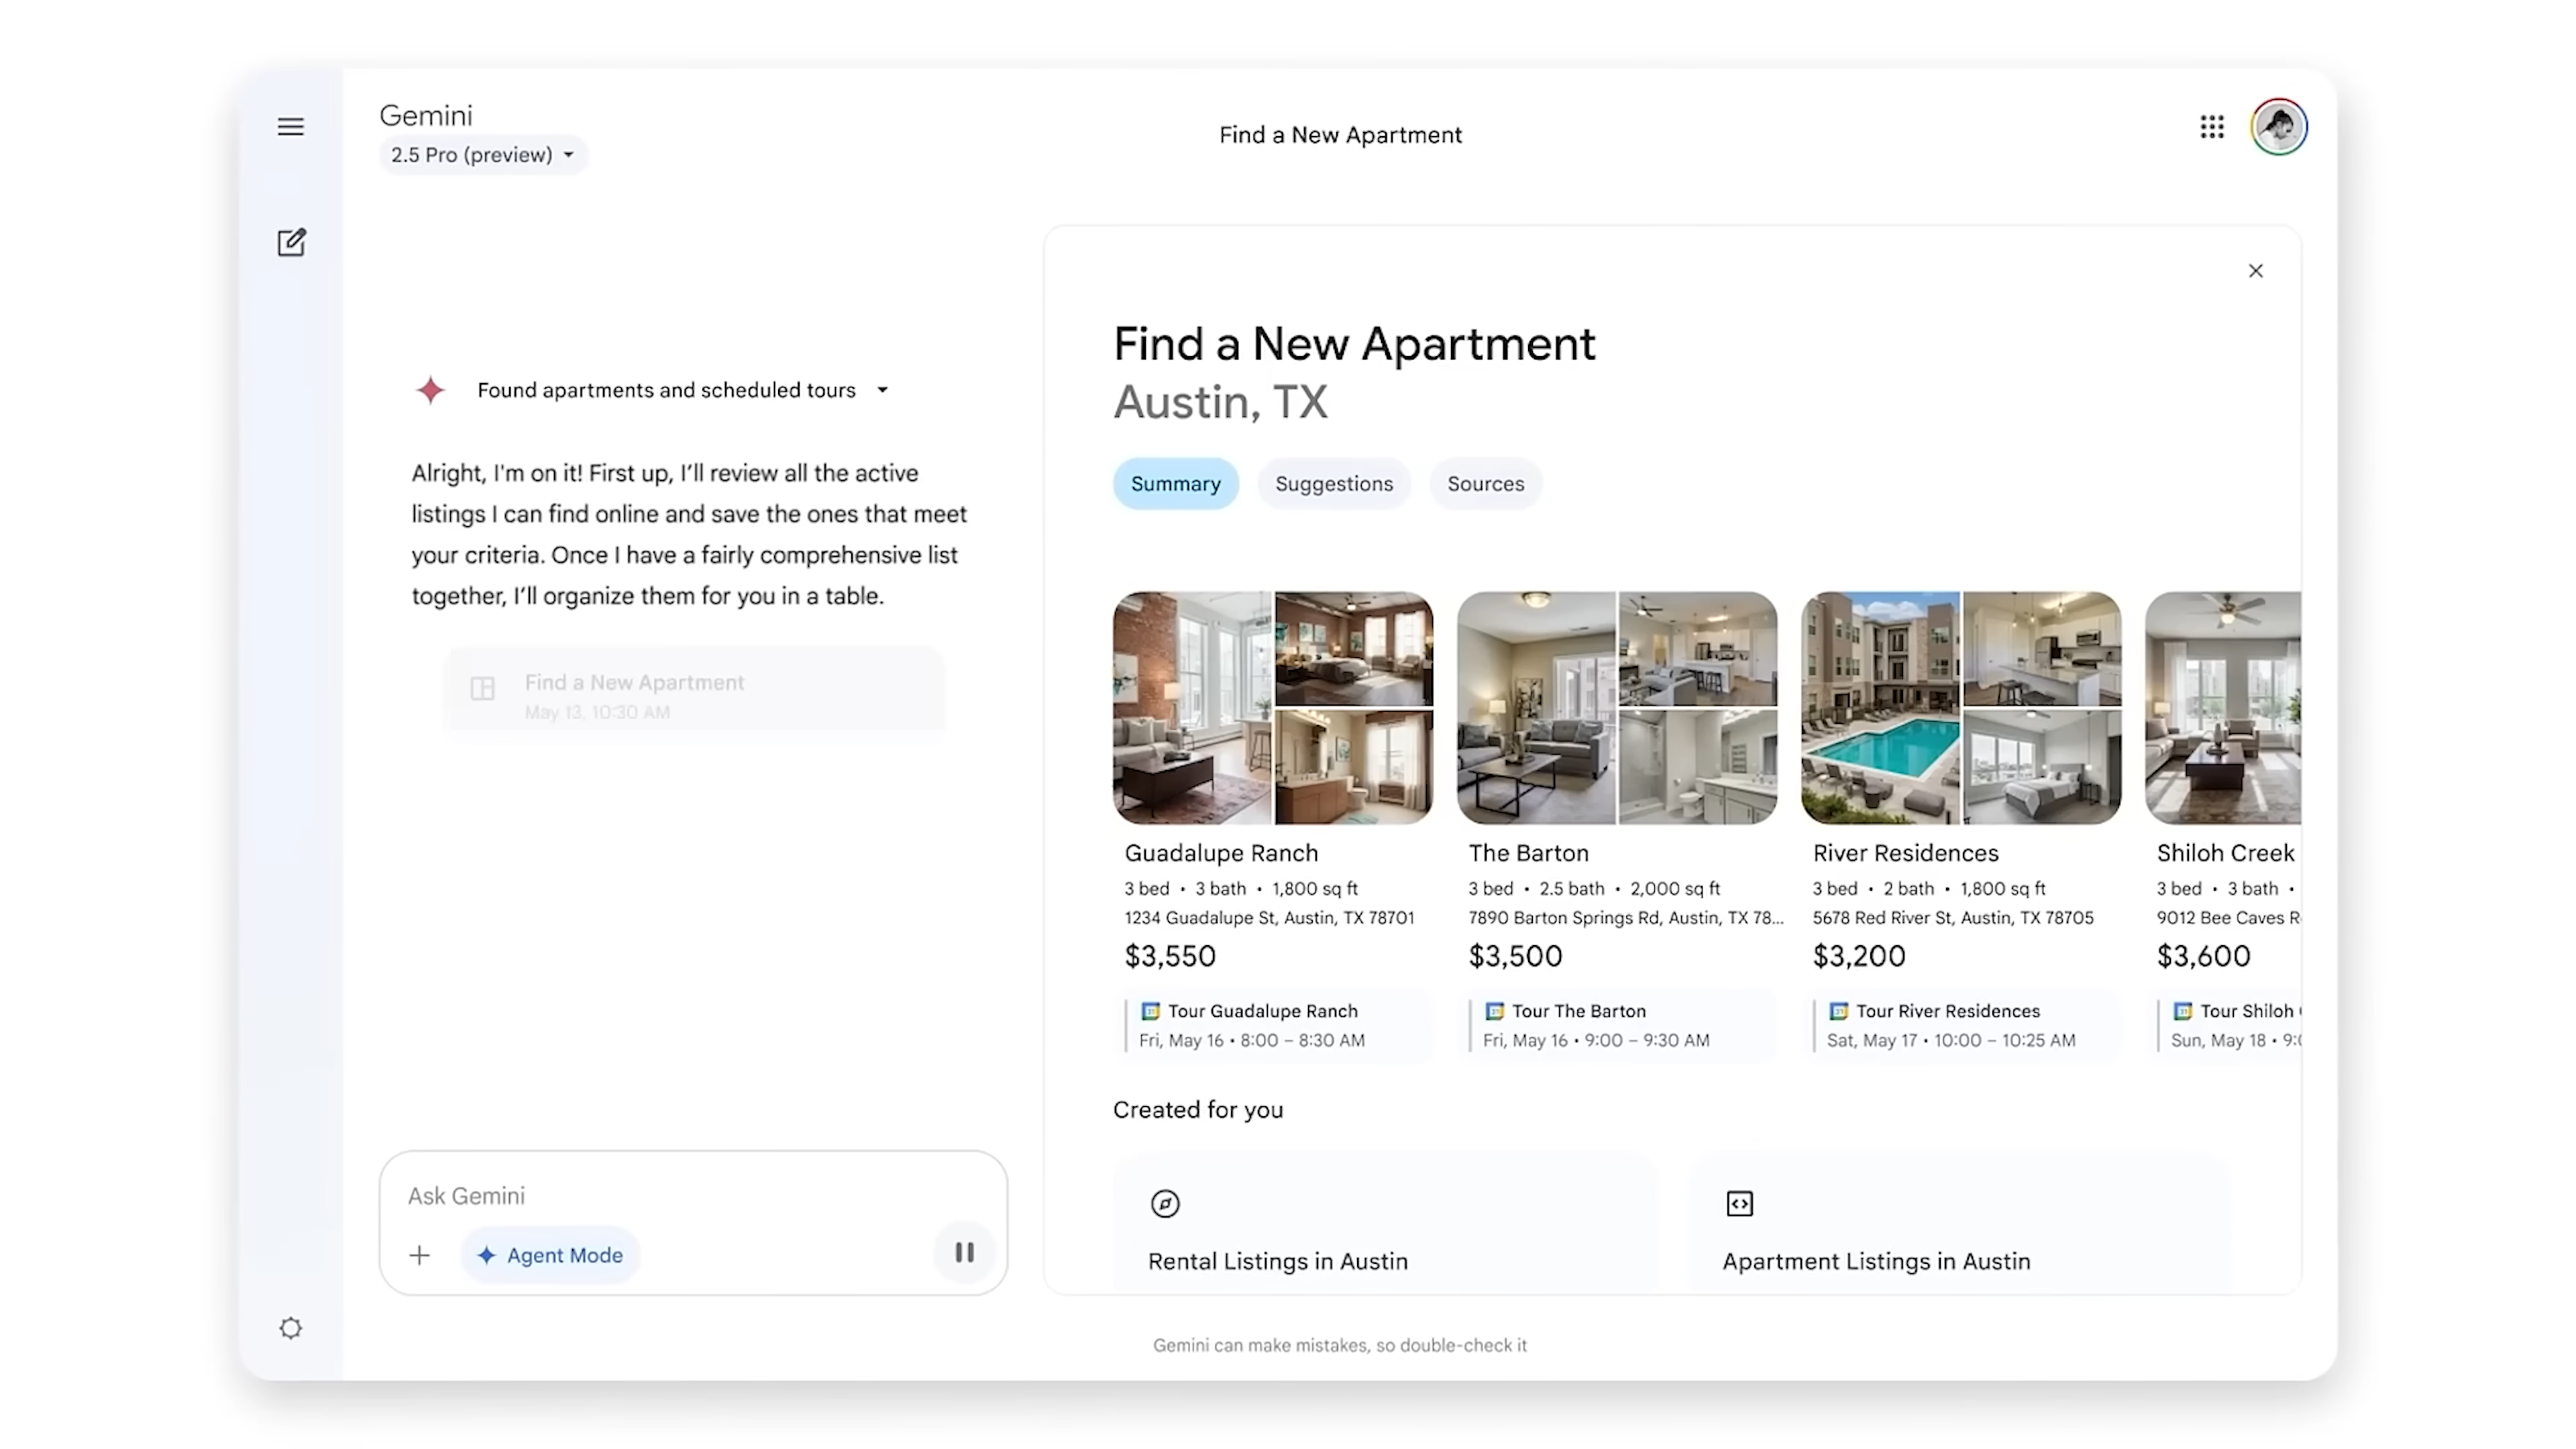 Gemini
2.5 Pro (preview)
Find a New Apartment
Found apartments and scheduled tours
Alright, I'm on it! First up, I’ll review all the active
listings I can find online and save the ones that meet
your criteria. Once I have a fairly comprehensive list
together, I’ll organize them for you in a table.
Find a New Apartment
May 13, 10:30 AM
Ask Gemini
Agent Mode
Find a New Apartment
Austin, TX
Summary
Suggestions
Sources
Guadalupe Ranch
3 bed • 3 bath • 1,800 sq ft
1234 Guadalupe St, Austin, TX 78701
$3,550
Tour Guadalupe Ranch
Fri, May 16 • 8:00 – 8:30 AM
The Barton
3 bed • 2.5 bath • 2,000 sq ft
7890 Barton Springs Rd, Austin, TX 78...
$3,500
Tour The Barton
Fri, May 16 • 9:00 – 9:30 AM
River Residences
3 bed • 2 bath • 1,800 sq ft
5678 Red River St, Austin, TX 78705
$3,200
Tour River Residences
Sat, May 17 • 10:00 – 10:25 AM
Shiloh Creek
3 bed • 3 bath •
9012 Bee Caves
$3,600
Tour Shiloh
Sun, May 18 •
Created for you
Rental Listings in Austin
Apartment Listings in Austin
Gemini can make mistakes, so double-check it